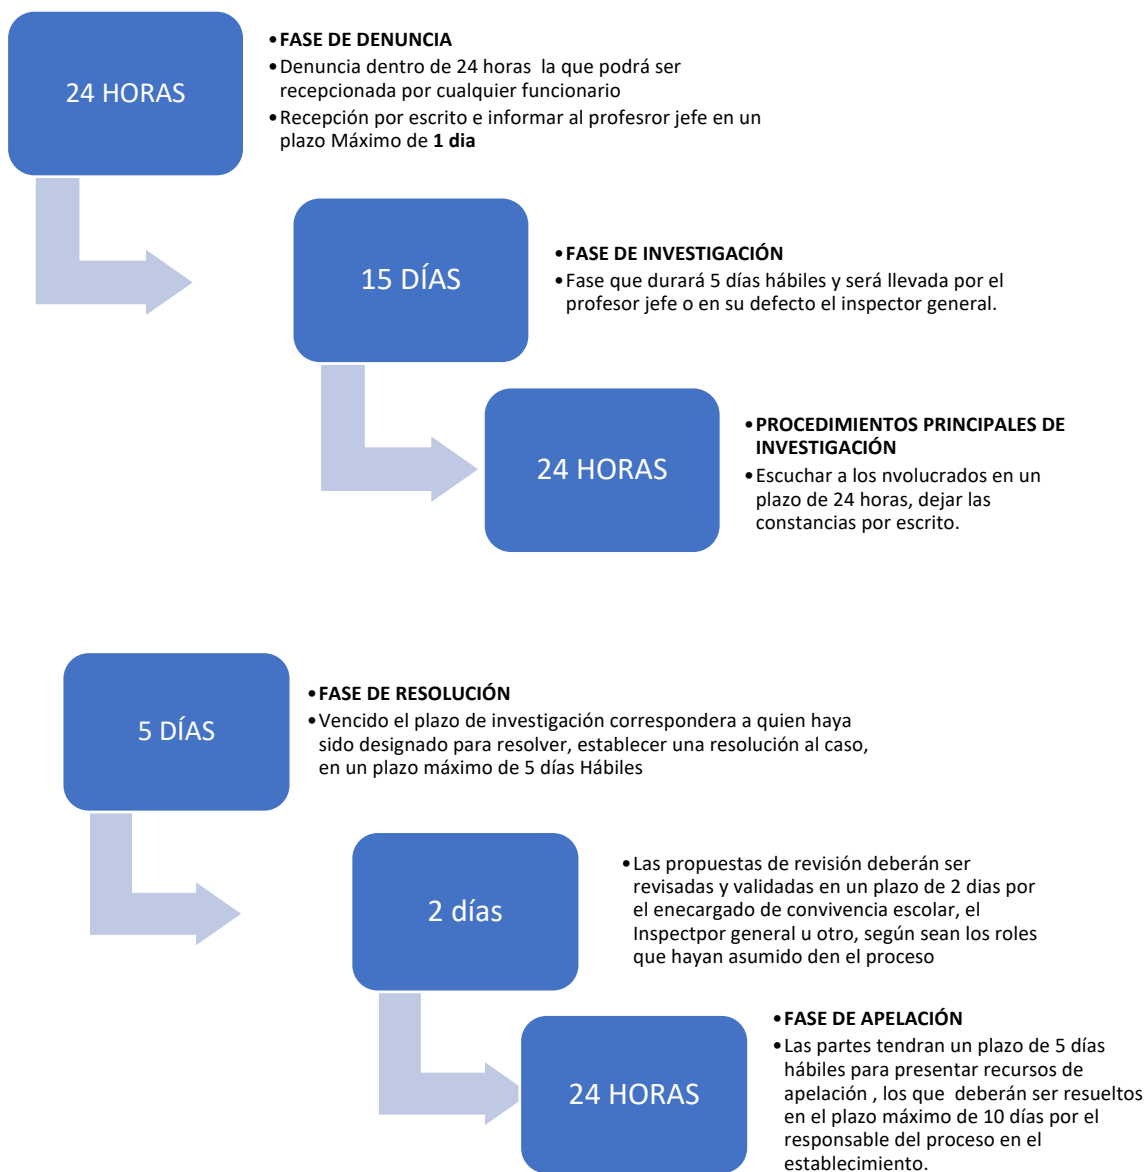 24 HORAS
•FASE DE DENUNCIA
•Denuncia dentro de 24 horas la que podrá ser
recepcionada por cualquier funcionario
•Recepción por escrito e informar al profesror jefe en un
plazo Máximo de 1 dia
15 DÍAS
•FASE DE INVESTIGACIÓN
•Fase que durará 5 días hábiles y será llevada por el
profesor jefe o en su defecto el inspector general.
24 HORAS
•PROCEDIMIENTOS PRINCIPALES DE
INVESTIGACIÓN
•Escuchar a los nvolucrados en un
plazo de 24 horas, dejar las
constancias por escrito.
5 DÍAS
•FASE DE RESOLUCIÓN
•Vencido el plazo de investigación correspondera a quien haya
sido designado para resolver, establecer una resolución al caso,
en un plazo máximo de 5 días Hábiles
2 días
•Las propuestas de revisión deberán ser
revisadas y validadas en un plazo de 2 dias por
el enecargado de convivencia escolar, el
Inspectpor general u otro, según sean los roles
que hayan asumido den el proceso
24 HORAS
•FASE DE APELACIÓN
•Las partes tendran un plazo de 5 días
hábiles para presentar recursos de
apelación , los que deberán ser resueltos
en el plazo máximo de 10 días por el
responsable del proceso en el
establecimiento.